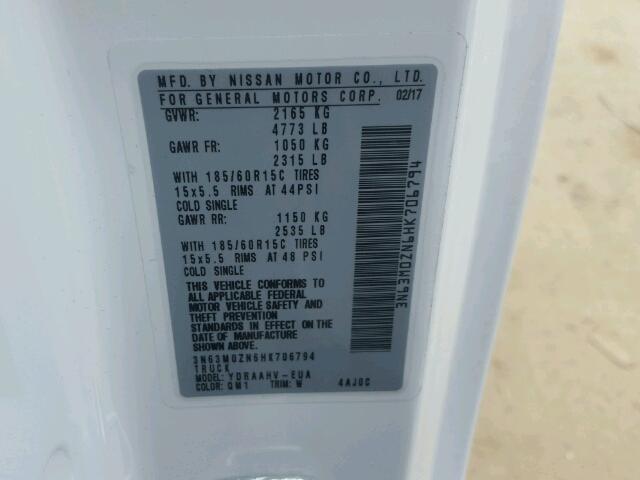 MFD. BY NISSAN MOTOR CO., LTD.
FOR GENERAL MOTORS CORP. 02/17
GVWR: 2165 KG
4773 LB
GAWR FR: 1050 KG
2315 LB
WITH 185/60R15C TIRES
15x5.5 RIMS AT 44PSI
COLD SINGLE
GAWR RR: 1150 KG
2535 LB
WITH 185/60R15C TIRES
15x5.5 RIMS AT 48 PSI
COLD SINGLE
THIS VEHICLE CONFORMS TO
ALL APPLICABLE FEDERAL
MOTOR VEHICLE SAFETY AND
THEFT PREVENTION
STANDARDS IN EFFECT ON THE
DATE OF MANUFACTURE
SHOWN ABOVE.
3N63M0ZN6HK706794
TRUCK
MODEL: YDRAAHV-EUA
COLOR: QM1 TRIM: W 4AJ0C
3N63M0ZN6HK706794